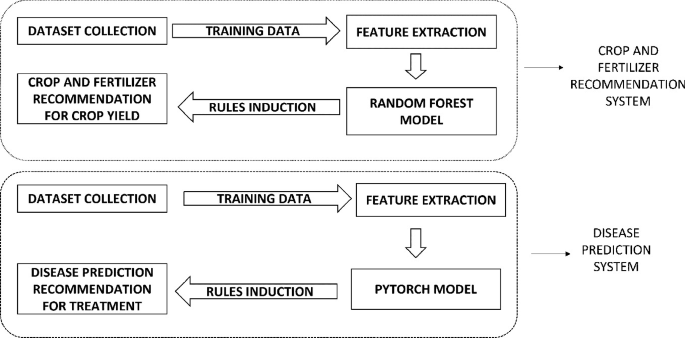 DATASET COLLECTION
TRAINING DATA
FEATURE EXTRACTION
CROP AND FERTILIZER
RECOMMENDATION
FOR CROP YIELD
RULES INDUCTION
RANDOM FOREST
MODEL
CROP AND
FERTILIZER
RECOMMENDATION
SYSTEM
DATASET COLLECTION
TRAINING DATA
FEATURE EXTRACTION
DISEASE PREDICTION
RECOMMENDATION
FOR TREATMENT
RULES INDUCTION
PYTORCH MODEL
DISEASE
PREDICTION
SYSTEM